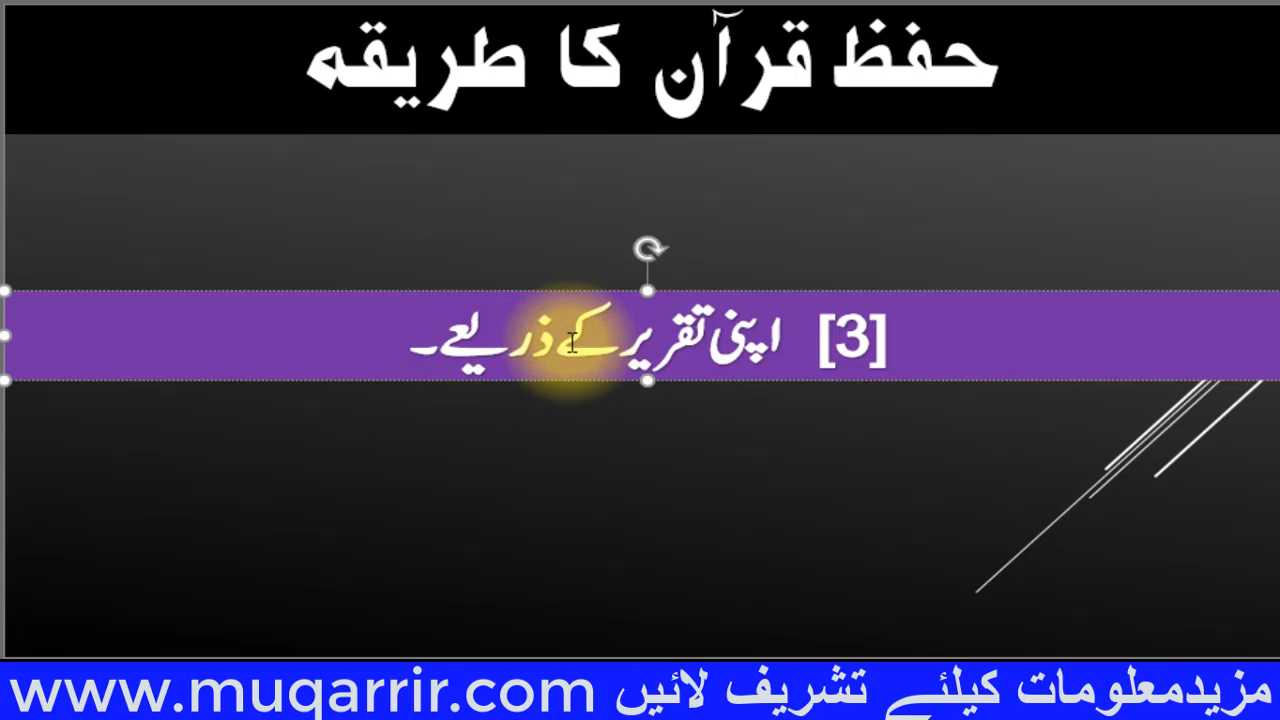 حفظ قرآن کا طریقہ
[3] اپنی تقریر کے ذریعے۔
مزیدمعلومات کیلئے تشریف لائیں www.muqarrir.com